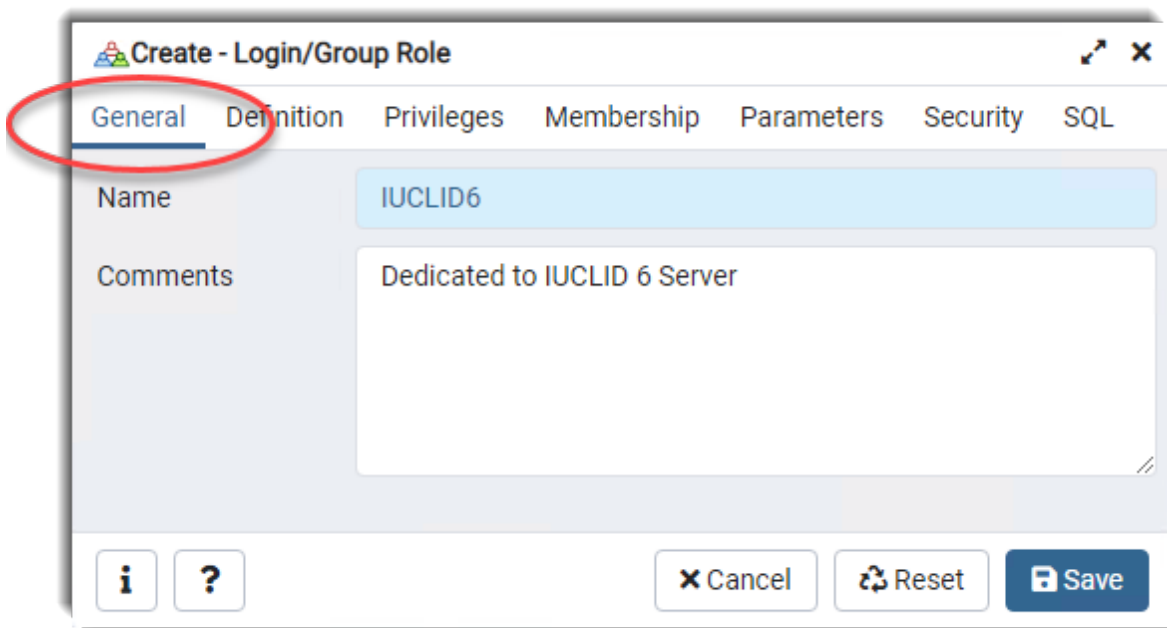 Create - Login/Group Role
General Definition Privileges Membership Parameters Security SQL
Name IUCLID6
Comments Dedicated to IUCLID 6 Server
i ? Cancel Reset Save